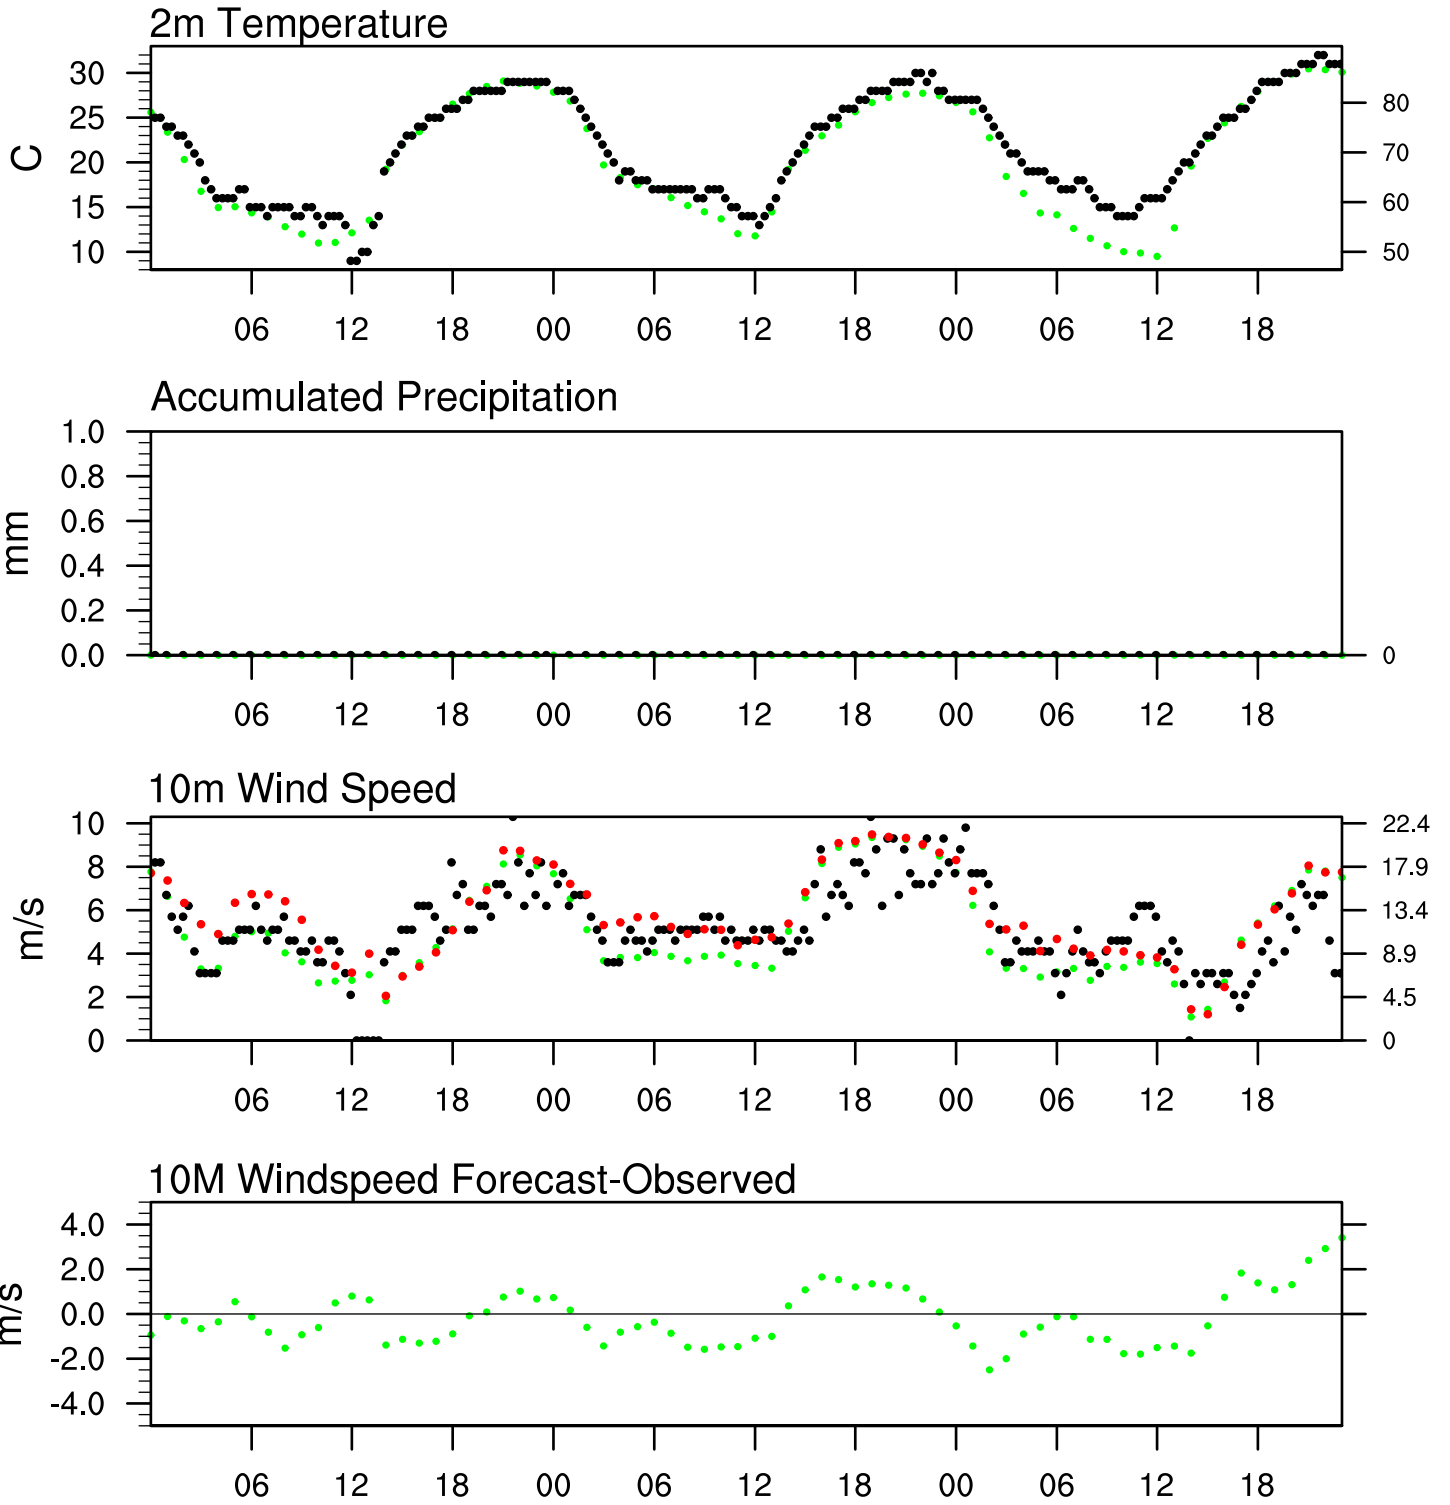 2m Temperature
30
25
20
15
10
C
80
70
60
50
06 12 18 00 06 12 18 00 06 12 18
Accumulated Precipitation
1.0
0.8
0.6
0.4
0.2
0.0
mm
0
06 12 18 00 06 12 18 00 06 12 18
10m Wind Speed
10
8
6
4
2
0
m/s
22.4
17.9
13.4
8.9
4.5
0
06 12 18 00 06 12 18 00 06 12 18
10M Windspeed Forecast-Observed
4.0
2.0
0.0
-2.0
-4.0
m/s
06 12 18 00 06 12 18 00 06 12 18